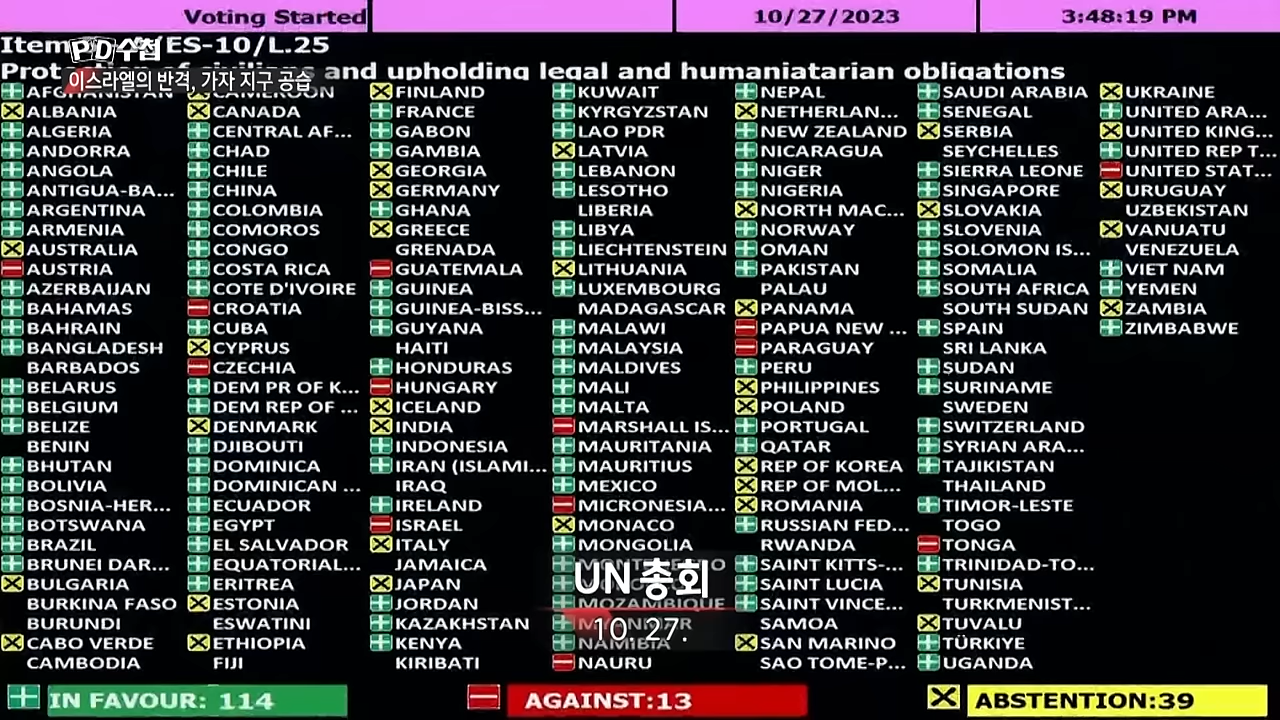 Voting Started 10/27/2023 3:48:19 PM
Item /ES-10/L.25
PD수첩
이스라엘의 반격, 가자 지구 공습
and upholding legal and humaniatarian obligations
AFGHANISTAN CAMEROON FINLAND KUWAIT NEPAL SAUDI ARABIA UKRAINE
ALBANIA CANADA FRANCE KYRGYZSTAN NETHERLAN... SENEGAL UNITED ARA...
ALGERIA CENTRAL AF... GABON LAO PDR NEW ZEALAND SERBIA UNITED KING...
ANDORRA CHAD GAMBIA LATVIA NICARAGUA SEYCHELLES UNITED REP T...
ANGOLA CHILE GEORGIA LEBANON NIGER SIERRA LEONE UNITED STAT...
ANTIGUA-BA... CHINA GERMANY LESOTHO NIGERIA SINGAPORE URUGUAY
ARGENTINA COLOMBIA GHANA LIBERIA NORTH MAC... SLOVAKIA UZBEKISTAN
ARMENIA COMOROS GREECE LIBYA NORWAY SLOVENIA VANUATU
AUSTRALIA CONGO GRENADA LIECHTENSTEIN OMAN SOLOMON IS... VENEZUELA
AUSTRIA COSTA RICA GUATEMALA LITHUANIA PAKISTAN SOMALIA VIET NAM
AZERBAIJAN COTE D'IVOIRE GUINEA LUXEMBOURG PALAU SOUTH AFRICA YEMEN
BAHAMAS CROATIA GUINEA-BISS... MADAGASCAR PANAMA SOUTH SUDAN ZAMBIA
BAHRAIN CUBA GUYANA MALAWI PAPUA NEW ... SPAIN ZIMBABWE
BANGLADESH CYPRUS HAITI MALAYSIA PARAGUAY SRI LANKA
BARBADOS CZECHIA HONDURAS MALDIVES PERU SUDAN
BELARUS DEM PR OF K... HUNGARY MALI PHILIPPINES SURINAME
BELGIUM DEM REP OF ... ICELAND MALTA POLAND SWEDEN
BELIZE DENMARK INDIA MARSHALL IS... PORTUGAL SWITZERLAND
BENIN DJIBOUTI INDONESIA MAURITANIA QATAR SYRIAN ARA...
BHUTAN DOMINICA IRAN (ISLAMI... MAURITIUS REP OF KOREA TAJIKISTAN
BOLIVIA DOMINICAN ... IRAQ MEXICO REP OF MOL... THAILAND
BOSNIA-HER... ECUADOR IRELAND MICRONESIA... ROMANIA TIMOR-LESTE
BOTSWANA EGYPT ISRAEL MONACO RUSSIAN FED... TOGO
BRAZIL EL SALVADOR ITALY MONGOLIA RWANDA TONGA
BRUNEI DAR... EQUATORIAL... JAMAICA SAINT KITTS-... TRINIDAD-TO...
BULGARIA ERITREA JAPAN SAINT LUCIA TUNISIA
BURKINA FASO ESTONIA JORDAN MOZAMBIQUE SAINT VINCE... TURKMENIST...
BURUNDI ESWATINI KAZAKHSTAN SAMOA TUVALU
CABO VERDE ETHIOPIA KENYA NAMIBIA SAN MARINO TÜRKIYE
CAMBODIA FIJI KIRIBATI NAURU SAO TOME-P... UGANDA
UN 총회
10. 27.
IN FAVOUR: 114 AGAINST:13 ABSTENTION:39